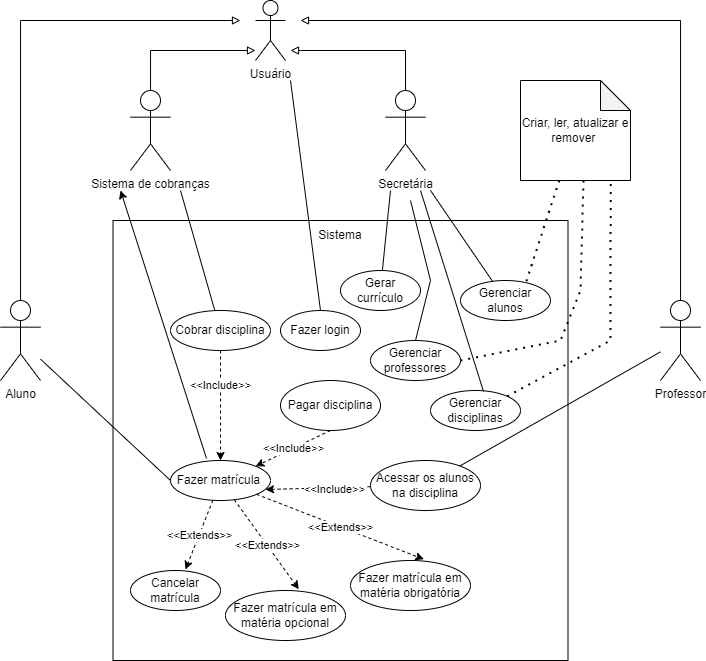 Usuário
Criar, ler, atualizar e
remover
Sistema de cobranças
Secretária
Sistema
Gerar
currículo
Gerenciar
alunos
Cobrar disciplina
Fazer login
Gerenciar
professores
Aluno
Professor
<<Include>>
Pagar disciplina
Gerenciar
disciplinas
<<Include>>
Fazer matrícula
Acessar os alunos
na disciplina
<<Include>>
<<Extends>>
<<Extends>>
<<Extends>>
Cancelar
matrícula
Fazer matrícula em
matéria opcional
Fazer matrícula em
matéria obrigatória